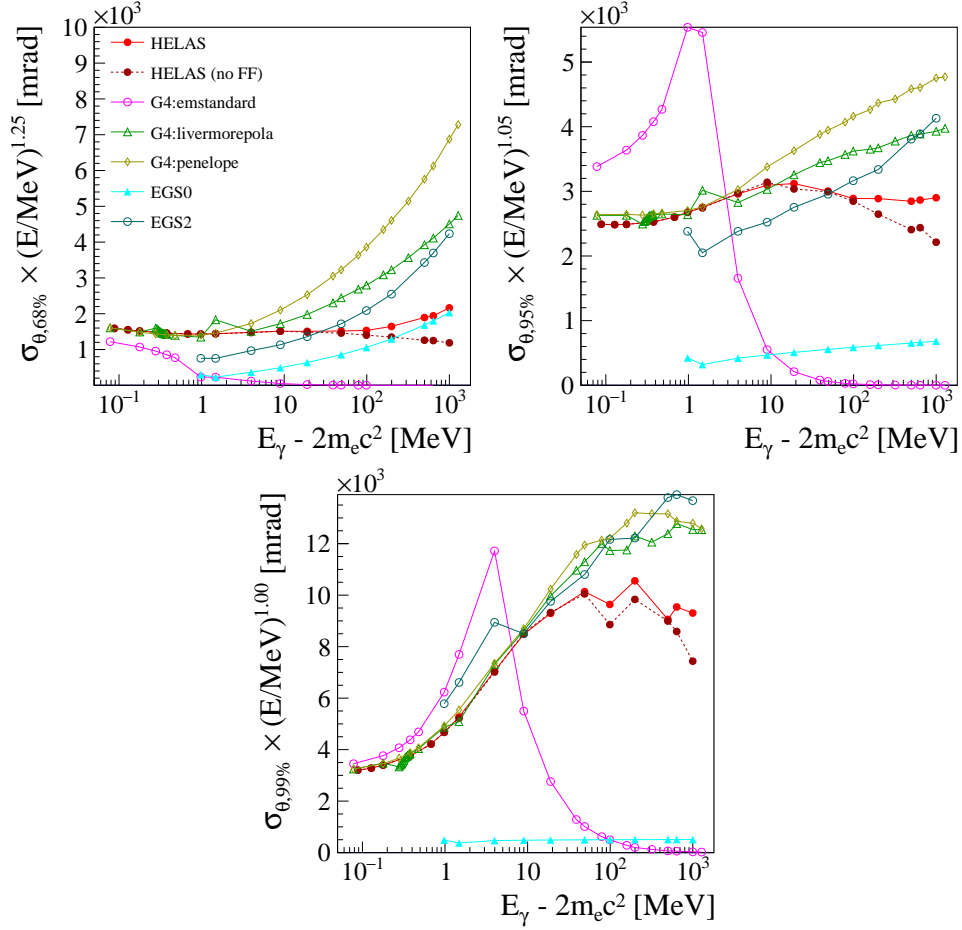 ×10³
σθ,68% × (E/MeV)^1.25 [mrad]
10
9
8
7
6
5
4
3
2
1
HELAS
HELAS (no FF)
G4:emstandard
G4:livermorepola
G4:penelope
EGS0
EGS2
10⁻¹ 1 10 10² 10³
Eγ - 2mₑc² [MeV]
×10³
σθ,95% × (E/MeV)^1.05 [mrad]
5
4
3
2
1
0
10⁻¹ 1 10 10² 10³
Eγ - 2mₑc² [MeV]
×10³
σθ,99% × (E/MeV)^1.00 [mrad]
12
10
8
6
4
2
0
10⁻¹ 1 10 10² 10³
Eγ - 2mₑc² [MeV]